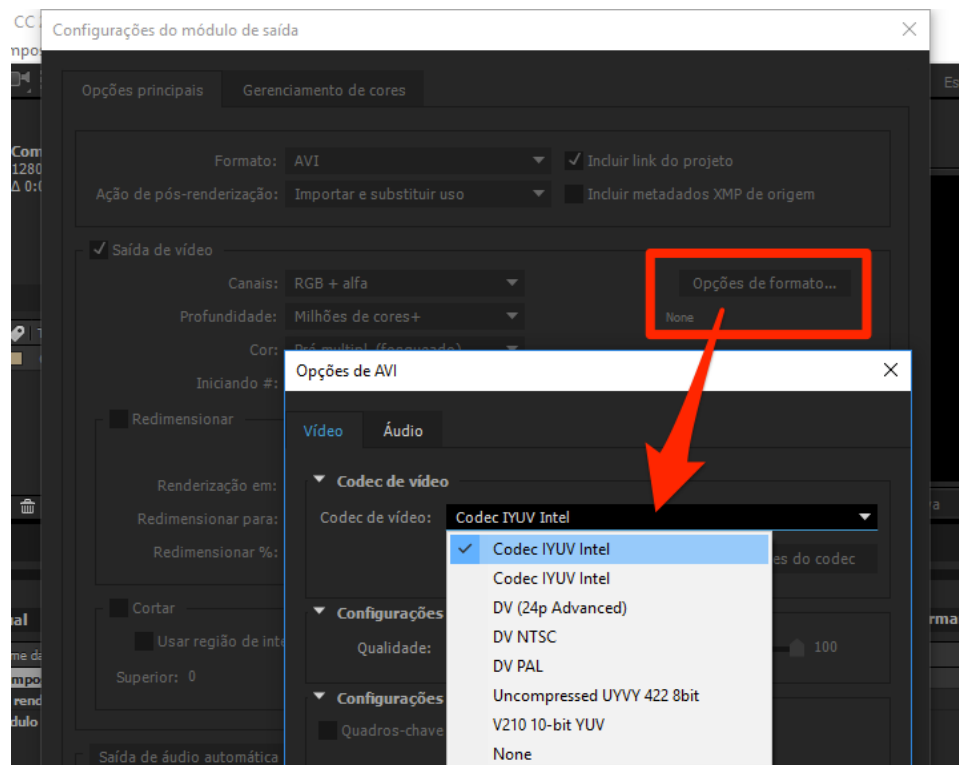 CC
Configurações do módulo de saída
Opções principais
Gerenciamento de cores
Es
Com
1280
Formato: AVI
Incluir link do projeto
Ação de pós-renderização: Importar e substituir uso
Incluir metadados XMP de origem
Saída de vídeo
Canais: RGB + alfa
Opções de formato...
Profundidade: Milhões de cores+
None
Cor:
Iniciando #:
Opções de AVI
Redimensionar
Vídeo
Áudio
Renderização em:
Codec de vídeo
Redimensionar para:
Codec de vídeo: Codec IYUV Intel
Redimensionar %:
Codec IYUV Intel
es do codec
Codec IYUV Intel
Cortar
DV (24p Advanced)
Configurações
Usar região de inte
DV NTSC
Qualidade:
100
Superior: 0
DV PAL
Configurações
Uncompressed UYVY 422 8bit
Quadros-chave
V210 10-bit YUV
Saída de áudio automática
None